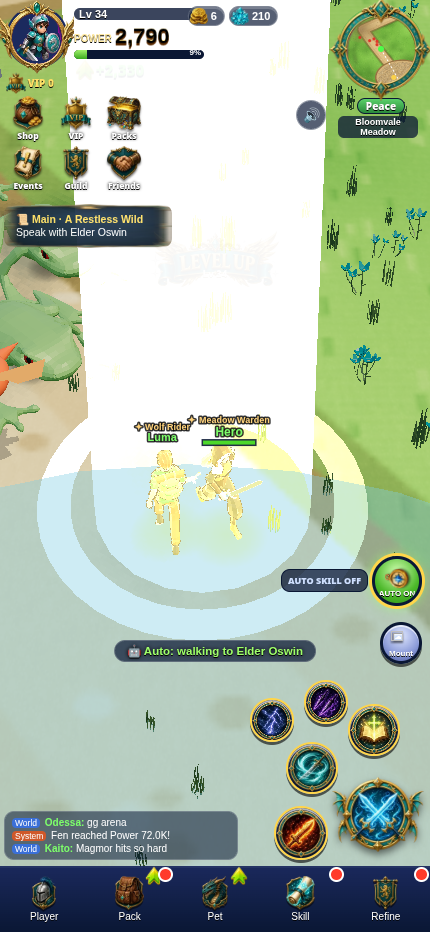 Lv 34
6
210
POWER 2,790
9%
VIP 0
Peace
Bloomvale
Meadow
VIP
Shop
VIP
Packs
Events
Guild
Friends
Main · A Restless Wild
Speak with Elder Oswin
LEVEL UP
Wolf Rider
Luma
Meadow Warden
Hero
AUTO SKILL OFF
AUTO ON
Mount
Auto: walking to Elder Oswin
World Odessa: gg arena
System Fen reached Power 72.0K!
World Kaito: Magmor hits so hard
Player
Pack
Pet
Skill
Refine